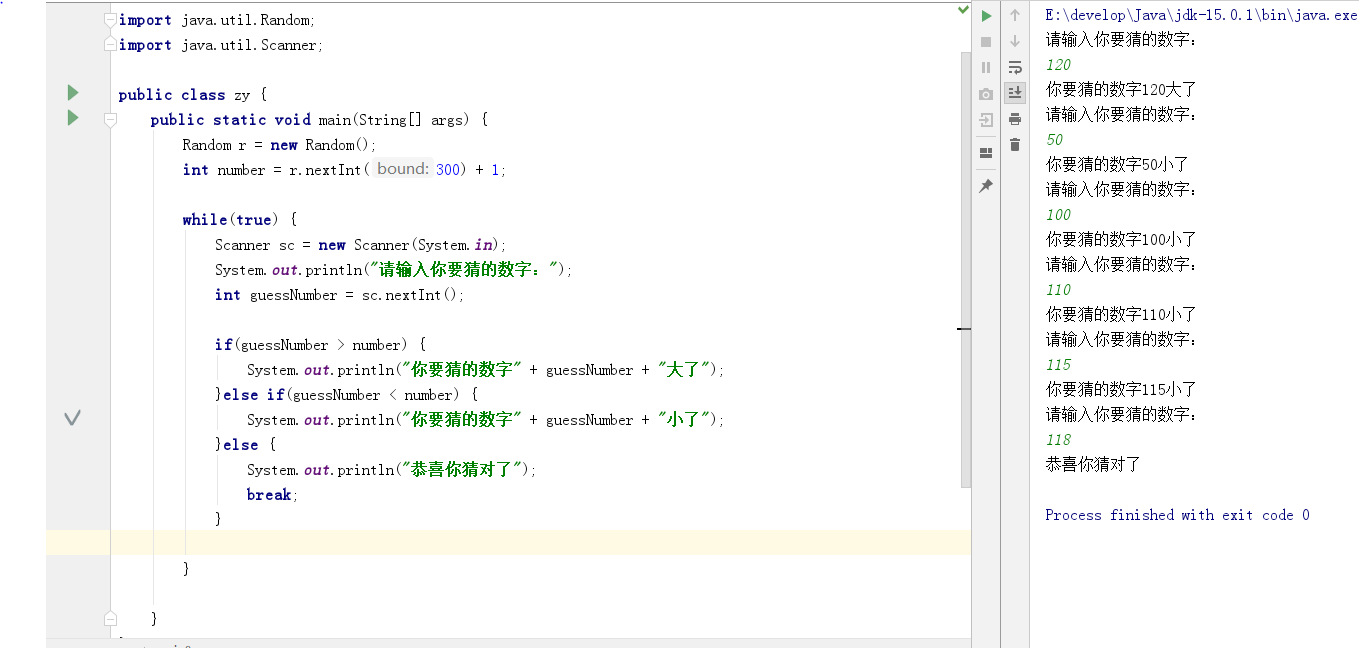 import java.util.Random;
import java.util.Scanner;
public class zy {
public static void main(String[] args) {
Random r = new Random();
int number = r.nextInt( bound: 300) + 1;
while(true) {
Scanner sc = new Scanner(System.in);
System.out.println("请输入你要猜的数字：");
int guessNumber = sc.nextInt();
if(guessNumber > number) {
System.out.println("你要猜的数字" + guessNumber + "大了");
}else if(guessNumber < number) {
System.out.println("你要猜的数字" + guessNumber + "小了");
}else {
System.out.println("恭喜你猜对了");
break;
}
}
}
E:\develop\Java\jdk-15.0.1\bin\java.exe
请输入你要猜的数字：
120
你要猜的数字120大了
请输入你要猜的数字：
50
你要猜的数字50小了
请输入你要猜的数字：
100
你要猜的数字100小了
请输入你要猜的数字：
110
你要猜的数字110小了
请输入你要猜的数字：
115
你要猜的数字115小了
请输入你要猜的数字：
118
恭喜你猜对了
Process finished with exit code 0